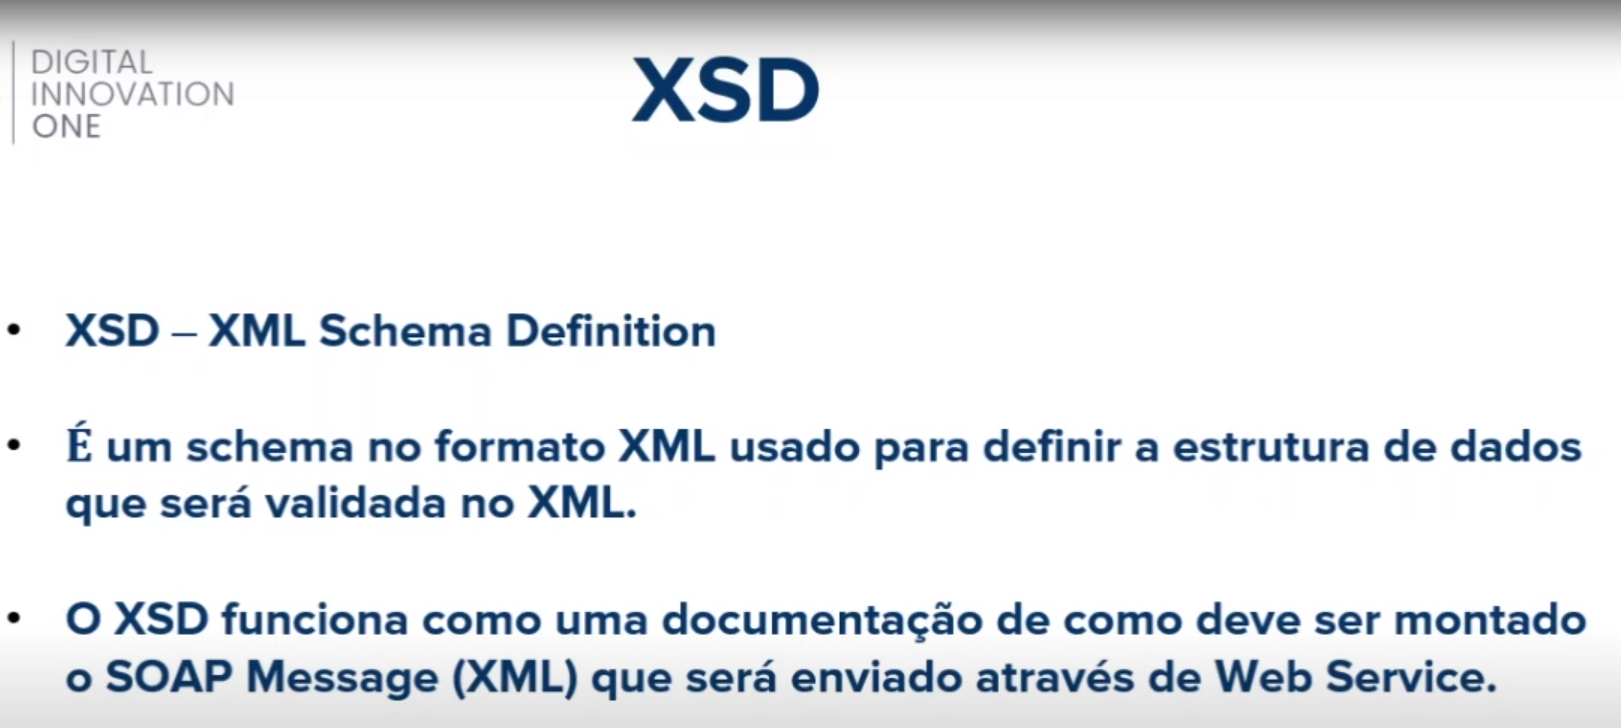 DIGITAL
INNOVATION
ONE
XSD
• XSD – XML Schema Definition
• É um schema no formato XML usado para definir a estrutura de dados
que será validada no XML.
• O XSD funciona como uma documentação de como deve ser montado
o SOAP Message (XML) que será enviado através de Web Service.